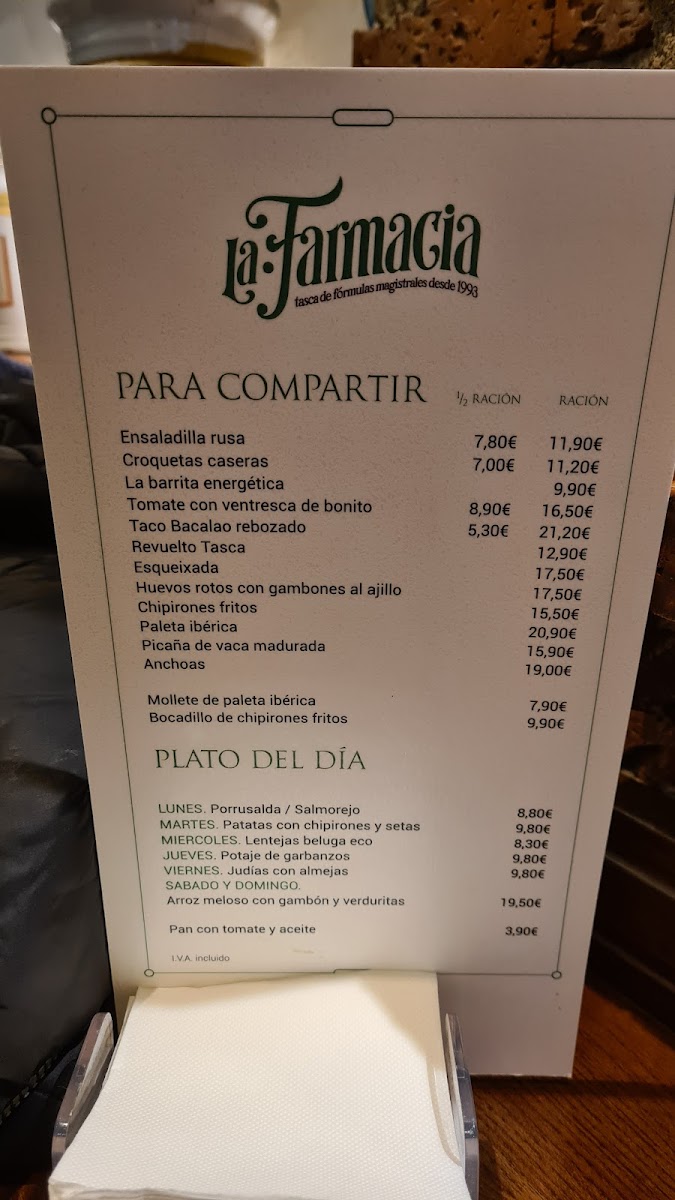 La Farmacia
tasca de fórmulas magistrales desde 1993
PARA COMPARTIR ½ RACIÓN RACIÓN
Ensaladilla rusa 7,80€ 11,90€
Croquetas caseras 7,00€ 11,20€
La barrita energética 9,90€
Tomate con ventresca de bonito 8,90€ 16,50€
Taco Bacalao rebozado 5,30€ 21,20€
Revuelto Tasca 12,90€
Esqueixada 17,50€
Huevos rotos con gambones al ajillo 17,50€
Chipirones fritos 15,50€
Paleta ibérica 20,90€
Picaña de vaca madurada 15,90€
Anchoas 19,00€
Mollete de paleta ibérica 7,90€
Bocadillo de chipirones fritos 9,90€
PLATO DEL DÍA
LUNES. Porrusalda / Salmorejo 8,80€
MARTES. Patatas con chipirones y setas 9,80€
MIERCOLES. Lentejas beluga eco 8,30€
JUEVES. Potaje de garbanzos 9,80€
VIERNES. Judías con almejas 9,80€
SABADO Y DOMINGO.
Arroz meloso con gambón y verduritas 19,50€
Pan con tomate y aceite 3,90€
I.V.A. incluido